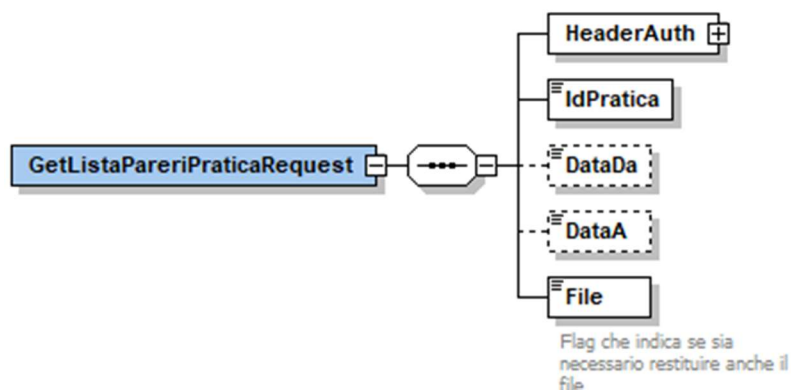 HeaderAuth
IdPratica
GetListaPareriPraticaRequest
DataDa
DataA
File
Flag che indica se sia
necessario restituire anche il
file